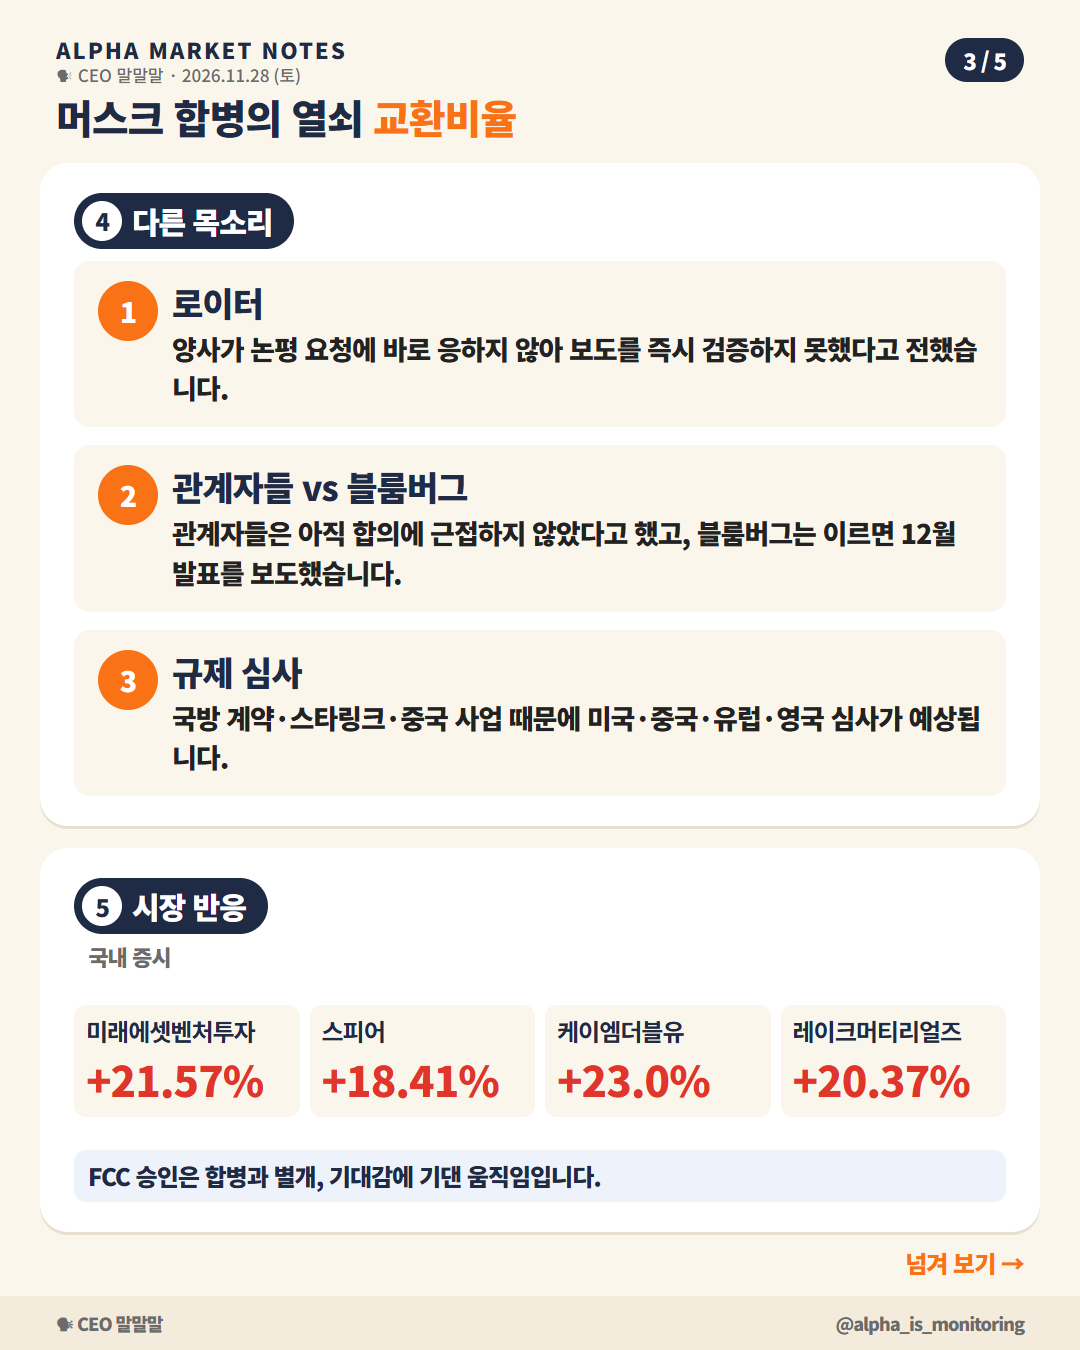 ALPHA MARKET NOTES
🗣 CEO 말말말 · 2026.11.28 (토)
3 / 5
머스크 합병의 열쇠 교환비율
4 다른 목소리
1 로이터
양사가 논평 요청에 바로 응하지 않아 보도를 즉시 검증하지 못했다고 전했습
니다.
2 관계자들 vs 블룸버그
관계자들은 아직 합의에 근접하지 않았다고 했고, 블룸버그는 이르면 12월
발표를 보도했습니다.
3 규제 심사
국방 계약·스타링크·중국 사업 때문에 미국·중국·유럽·영국 심사가 예상됩
니다.
5 시장 반응
국내 증시
미래에셋벤처투자
+21.57%
스피어
+18.41%
케이엠더블유
+23.0%
레이크머티리얼즈
+20.37%
FCC 승인은 합병과 별개, 기대감에 기댄 움직임입니다.
넘겨 보기 →
🗣 CEO 말말말
@alpha_is_monitoring